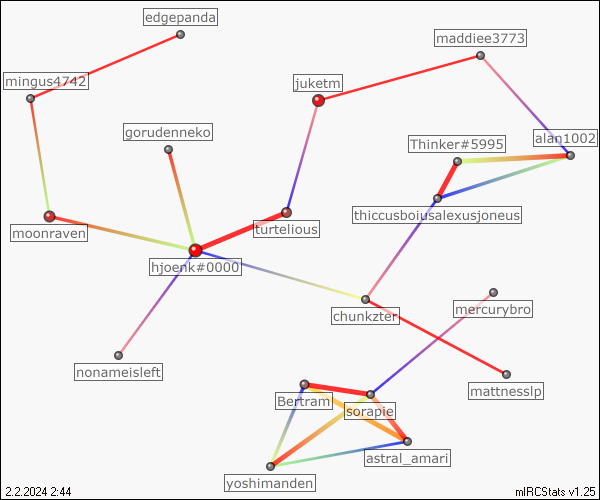 edgepanda
maddiee3773
mingus4742
juketm
gorudenneko
alan1002
Thinker#5995
thiccusboiusalexusjoneus
moonraven
turtelious
hjoenk#0000
chunkzter
mercurybro
nonameisleft
mattnesslp
Bertram
sorapie
astral_amari
yoshimanden
2.2.2024 2:44
mIRCStats v1.25